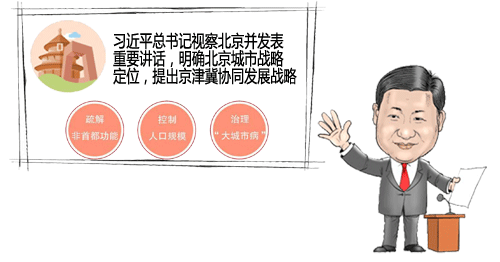 习近平总书记视察北京并发表
重要讲话，明确北京城市战略
定位，提出京津冀协同发展战略
疏解
非首都功能
控制
人口规模
治理
“大城市病”